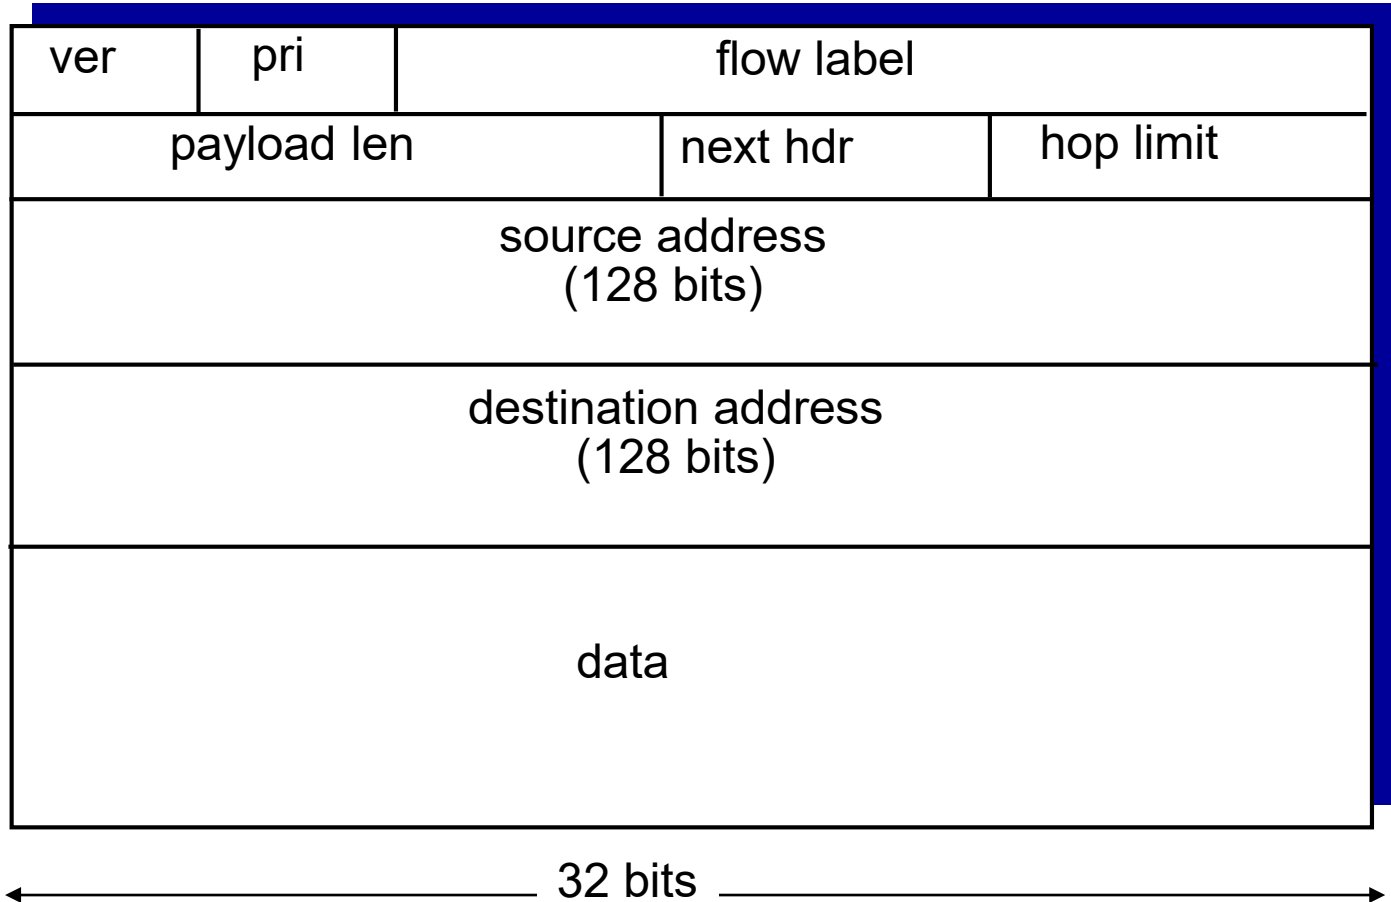 ver pri flow label
payload len next hdr hop limit
source address
(128 bits)
destination address
(128 bits)
data
32 bits